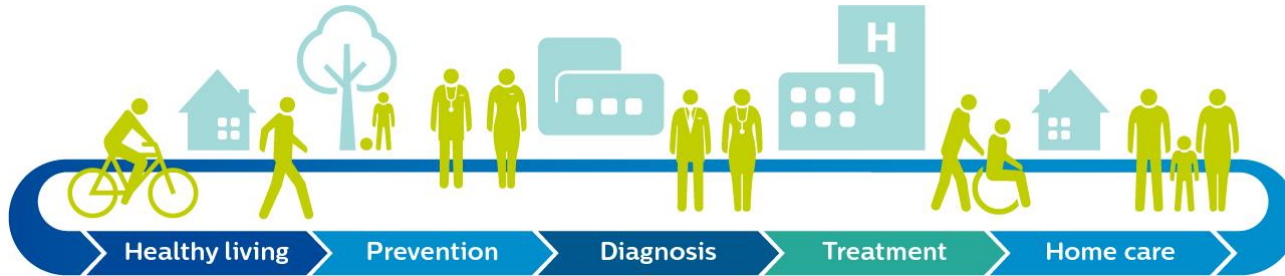 H
Healthy living
Prevention
Diagnosis
Treatment
Home care